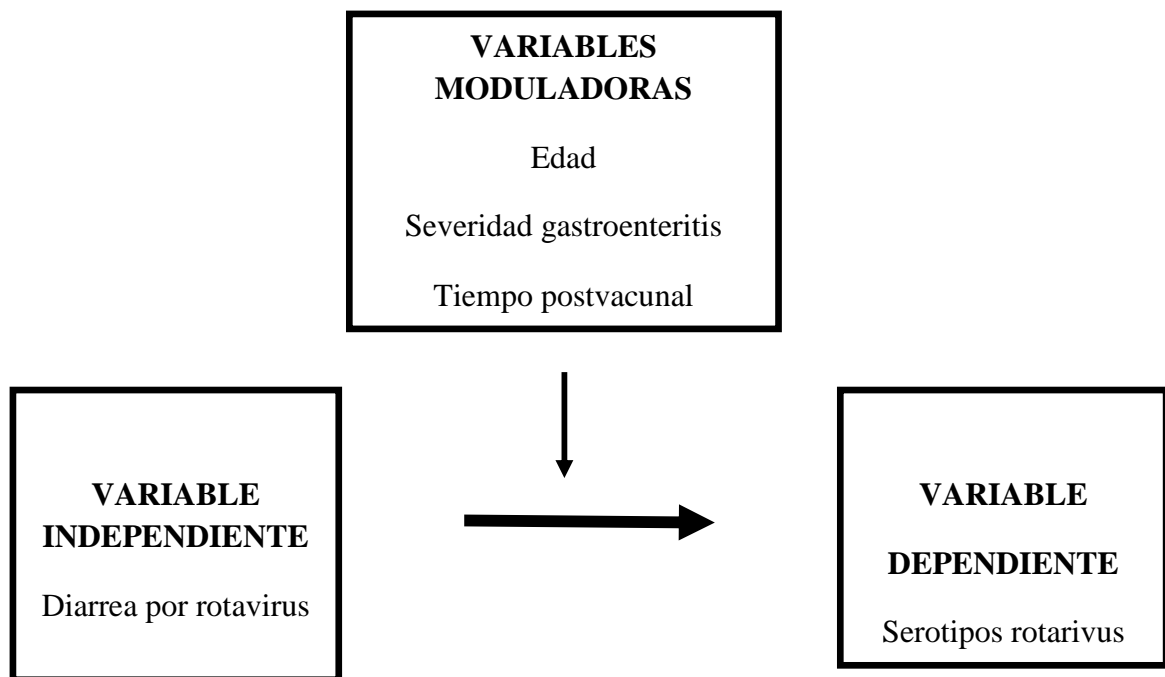 VARIABLES
MODULADORAS
Edad
Severidad gastroenteritis
Tiempo postvacunal
VARIABLE
INDEPENDIENTE
Diarrea por rotavirus
VARIABLE
DEPENDIENTE
Serotipos rotarivus